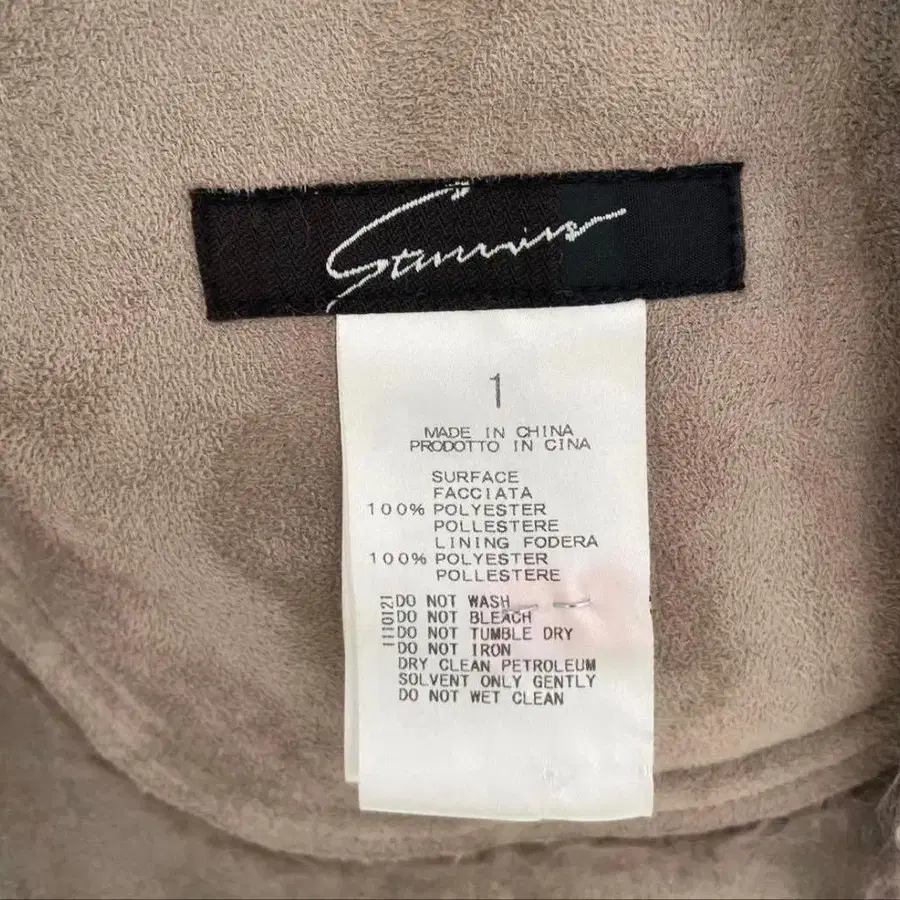 1
MADE IN CHINA
PRODOTTO IN CINA
SURFACE
FACCIATA
100% POLYESTER
POLLESTERE
LINING FODERA
100% POLYESTER
POLLESTERE
1110121
DO NOT WASH
DO NOT BLEACH
DO NOT TUMBLE DRY
DO NOT IRON
DRY CLEAN PETROLEUM
SOLVENT ONLY GENTLY
DO NOT WET CLEAN